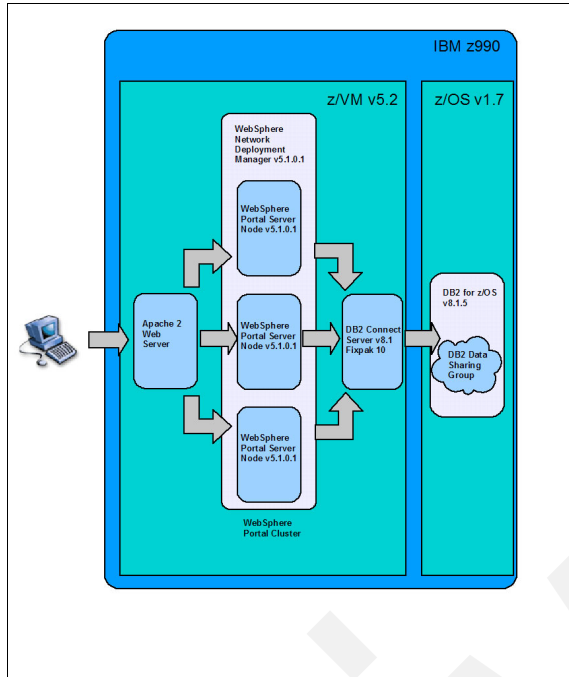 IBM z990
z/VM v5.2
z/OS v1.7
WebSphere
Network
Deployment
Manager v5.1.0.1
WebSphere
Portal Server
Node v5.1.0.1
Apache 2
Web
Server
WebSphere
Portal Server
Node v5.1.0.1
DB2 Connect
Server v8.1
Fixpak 10
DB2 for z/OS
v8.1.5
DB2 Data
Sharing
Group
WebSphere
Portal Server
Node v5.1.0.1
WebSphere
Portal Cluster